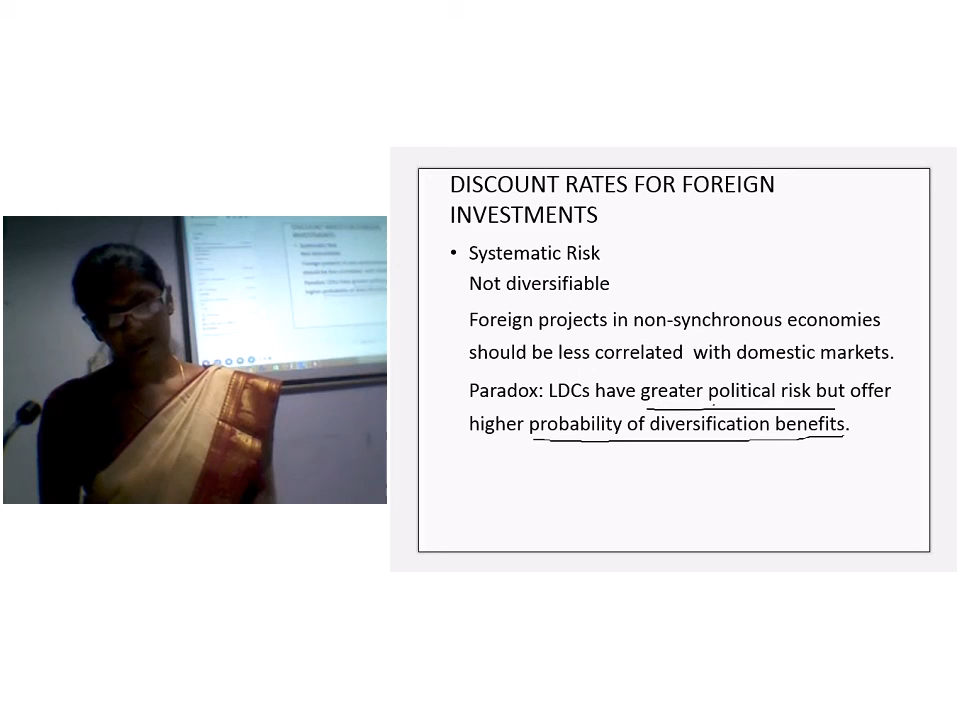 DISCOUNT RATES FOR FOREIGN
INVESTMENTS
• Systematic Risk
Not diversifiable
Foreign projects in non-synchronous economies
should be less correlated with domestic markets.
Paradox: LDCs have greater political risk but offer
higher probability of diversification benefits.